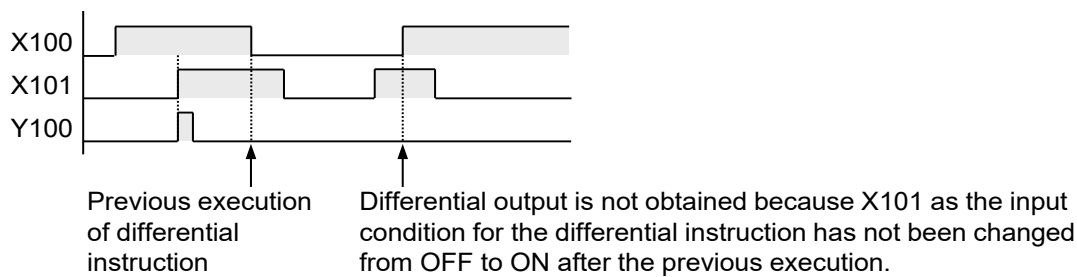 X100
X101
Y100
Previous execution
of differential
instruction
Differential output is not obtained because X101 as the input
condition for the differential instruction has not been changed
from OFF to ON after the previous execution.